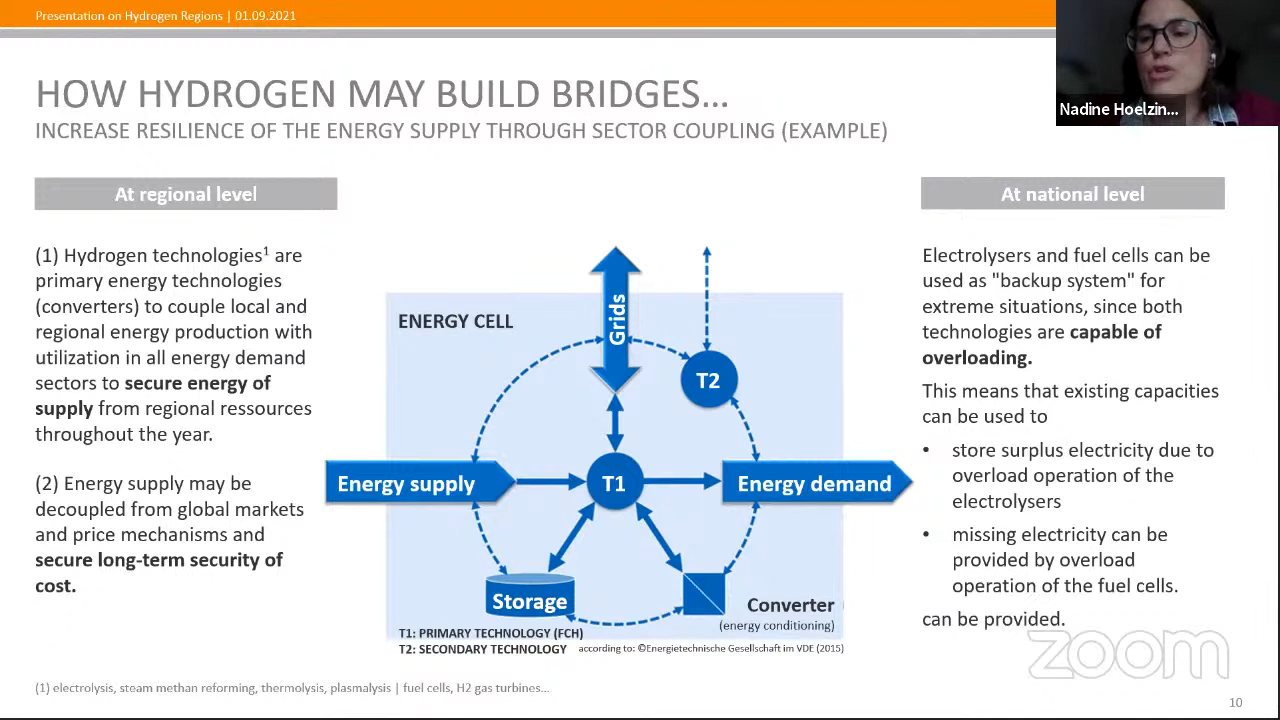 Presentation on Hydrogen Regions | 01.09.2021
Nadine Hoelzin...
HOW HYDROGEN MAY BUILD BRIDGES…
INCREASE RESILIENCE OF THE ENERGY SUPPLY THROUGH SECTOR COUPLING (EXAMPLE)
At regional level
(1) Hydrogen technologies¹ are
primary energy technologies
(converters) to couple local and
regional energy production with
utilization in all energy demand
sectors to secure energy of
supply from regional ressources
throughout the year.
(2) Energy supply may be
decoupled from global markets
and price mechanisms and
secure long-term security of
cost.
ENERGY CELL
Grids
T2
Energy supply
T1
Energy demand
Storage
Converter
(energy conditioning)
T1: PRIMARY TECHNOLOGY (FCH)
T2: SECONDARY TECHNOLOGY
according to: ©Energietechnische Gesellschaft im VDE (2015)
At national level
Electrolysers and fuel cells can be
used as "backup system" for
extreme situations, since both
technologies are capable of
overloading.
This means that existing capacities
can be used to
• store surplus electricity due to
overload operation of the
electrolysers
• missing electricity can be
provided by overload
operation of the fuel cells.
can be provided.
zoom
(1) electrolysis, steam methan reforming, thermolysis, plasmalysis | fuel cells, H2 gas turbines…
10